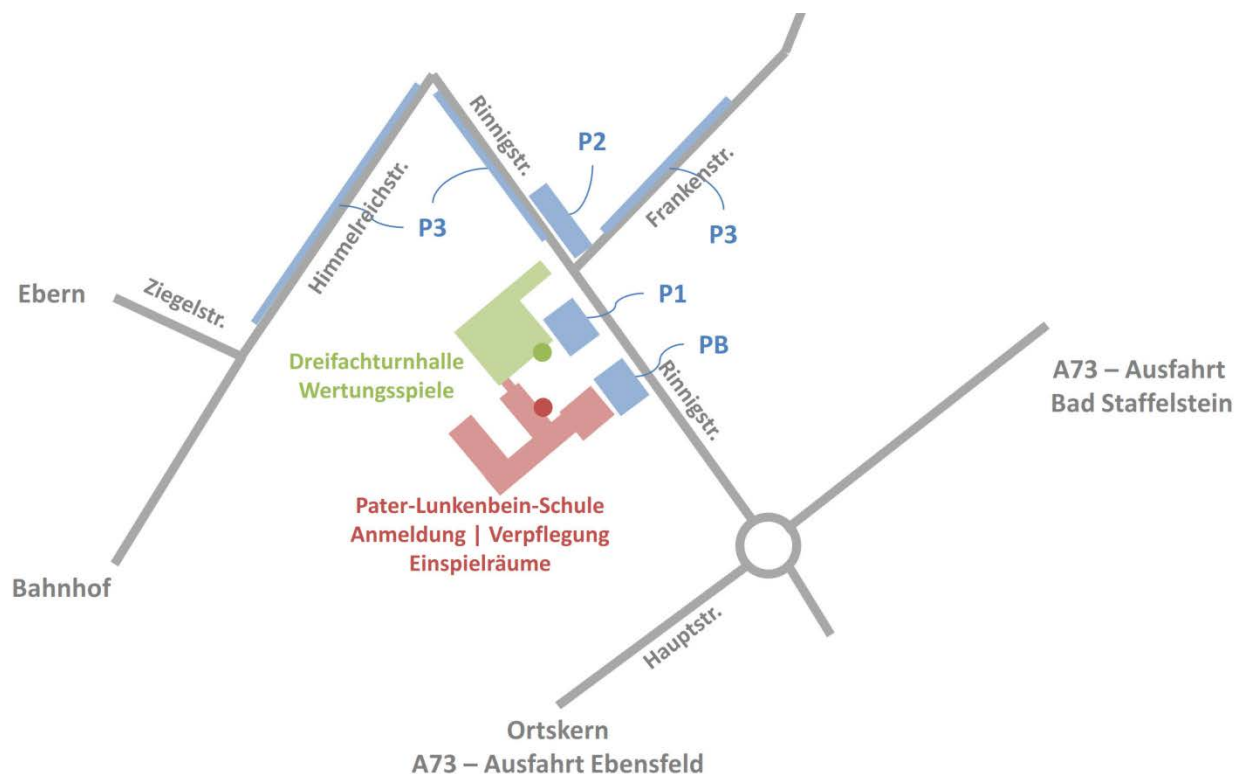 Rinnigstr.
P2
Himmelreichstr.
P3
Frankenstr.
P3
Ebern
Ziegelstr.
P1
Dreifachturnhalle
Wertungsspiele
PB
Rinnigstr.
A73 – Ausfahrt
Bad Staffelstein
Pater-Lunkenbein-Schule
Anmeldung | Verpflegung
Einspielräume
Bahnhof
Hauptstr.
Ortskern
A73 – Ausfahrt Ebensfeld